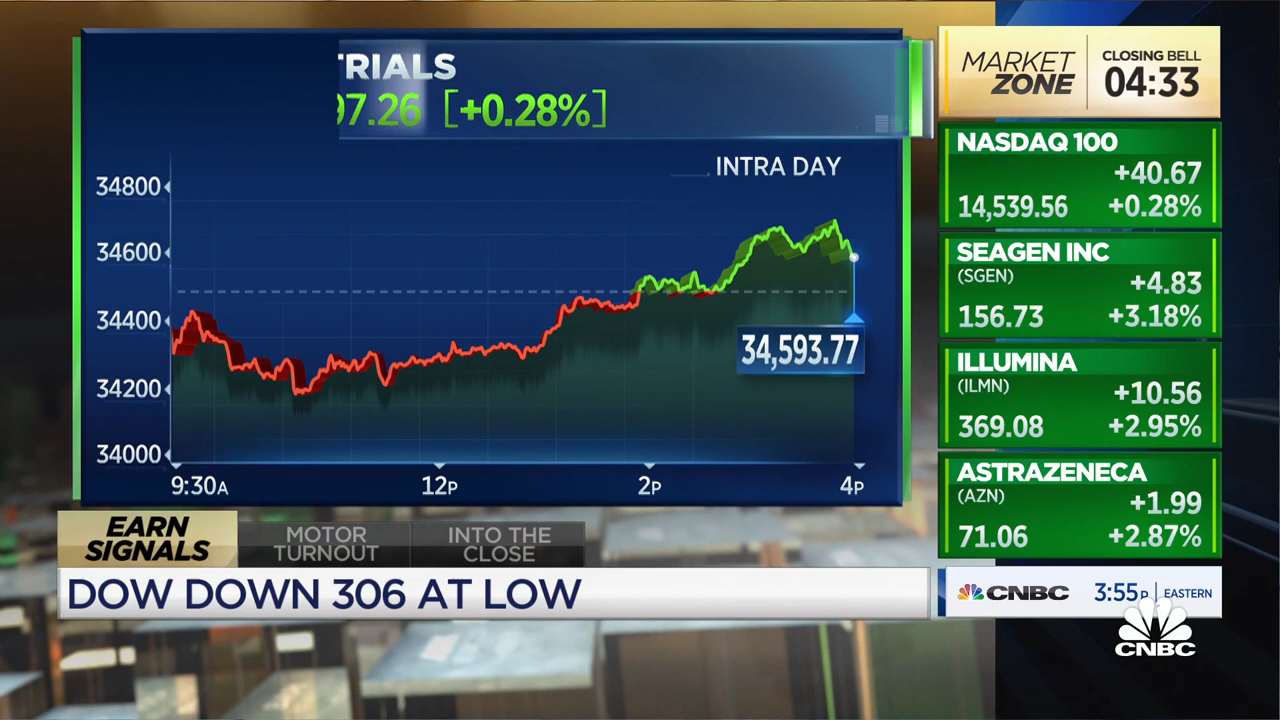 TRIALS
97.26 [+0.28%]
INTRA DAY
34800
34600
34400
34200
34000
34,593.77
9:30A 12P 2P 4P
EARN
SIGNALS
MOTOR
TURNOUT
INTO THE
CLOSE
DOW DOWN 306 AT LOW
MARKET
ZONE
CLOSING BELL
04:33
NASDAQ 100
+40.67
14,539.56 +0.28%
SEAGEN INC
(SGEN) +4.83
156.73 +3.18%
ILLUMINA
(ILMN) +10.56
369.08 +2.95%
ASTRAZENECA
(AZN) +1.99
71.06 +2.87%
CNBC 3:55P EASTERN
CNBC